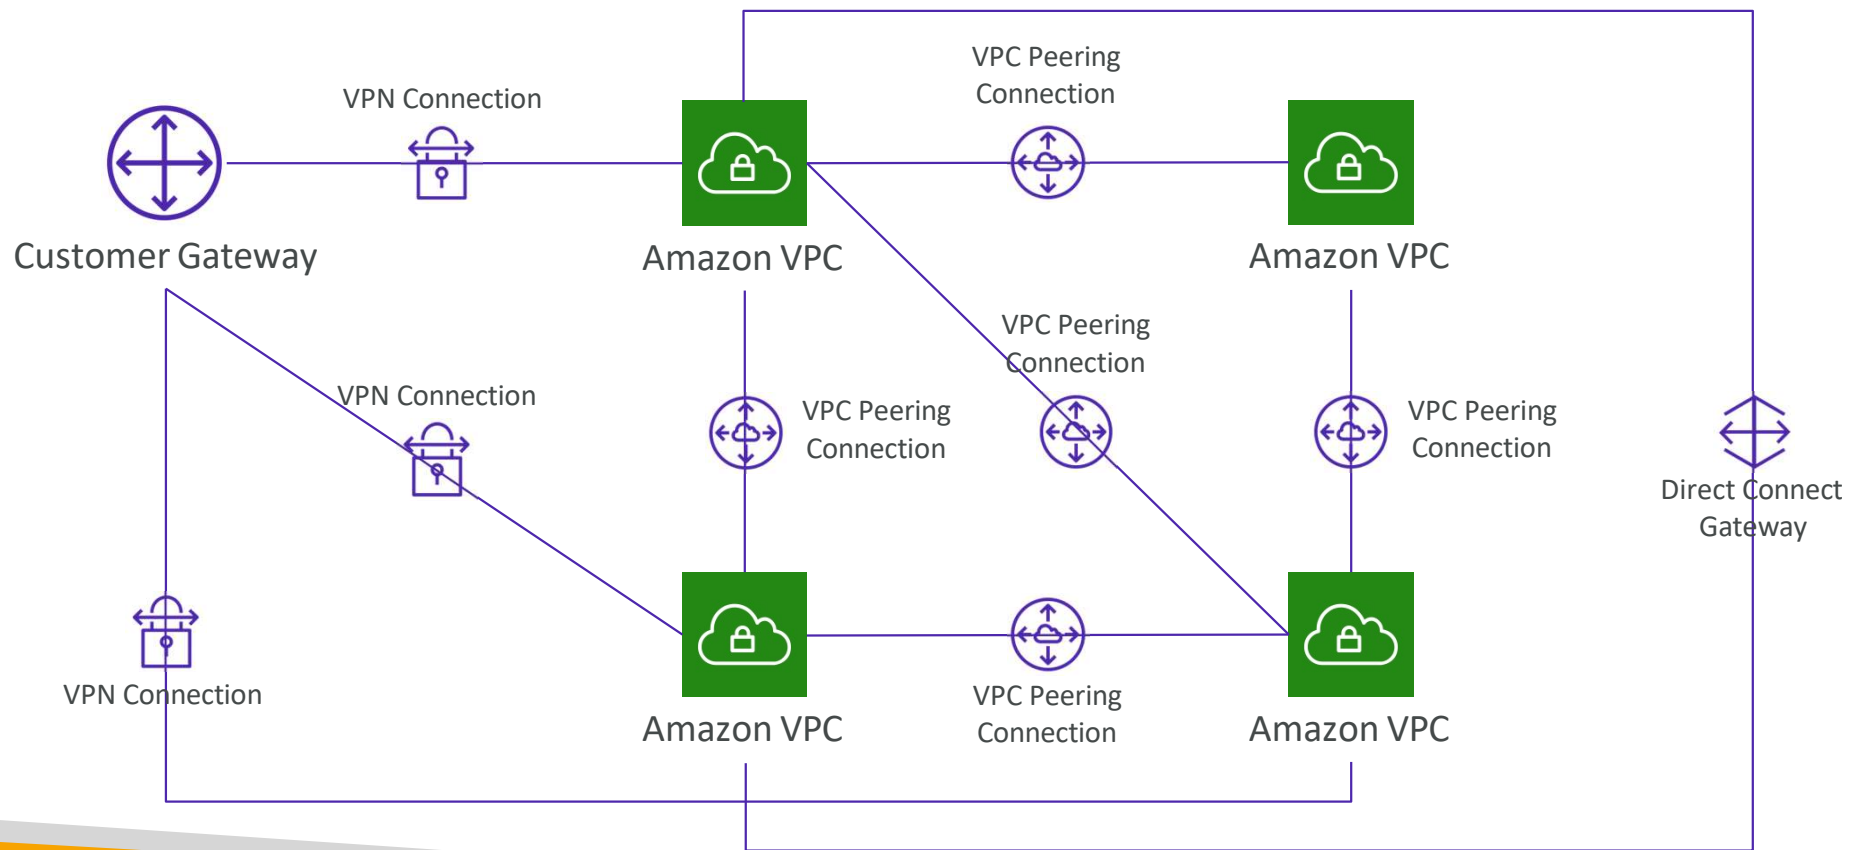 VPC Peering
Connection
VPN Connection
Customer Gateway
Amazon VPC
Amazon VPC
VPC Peering
Connection
VPN Connection
VPC Peering
Connection
VPC Peering
Connection
Direct Connect
Gateway
VPN Connection
VPC Peering
Connection
Amazon VPC
Amazon VPC